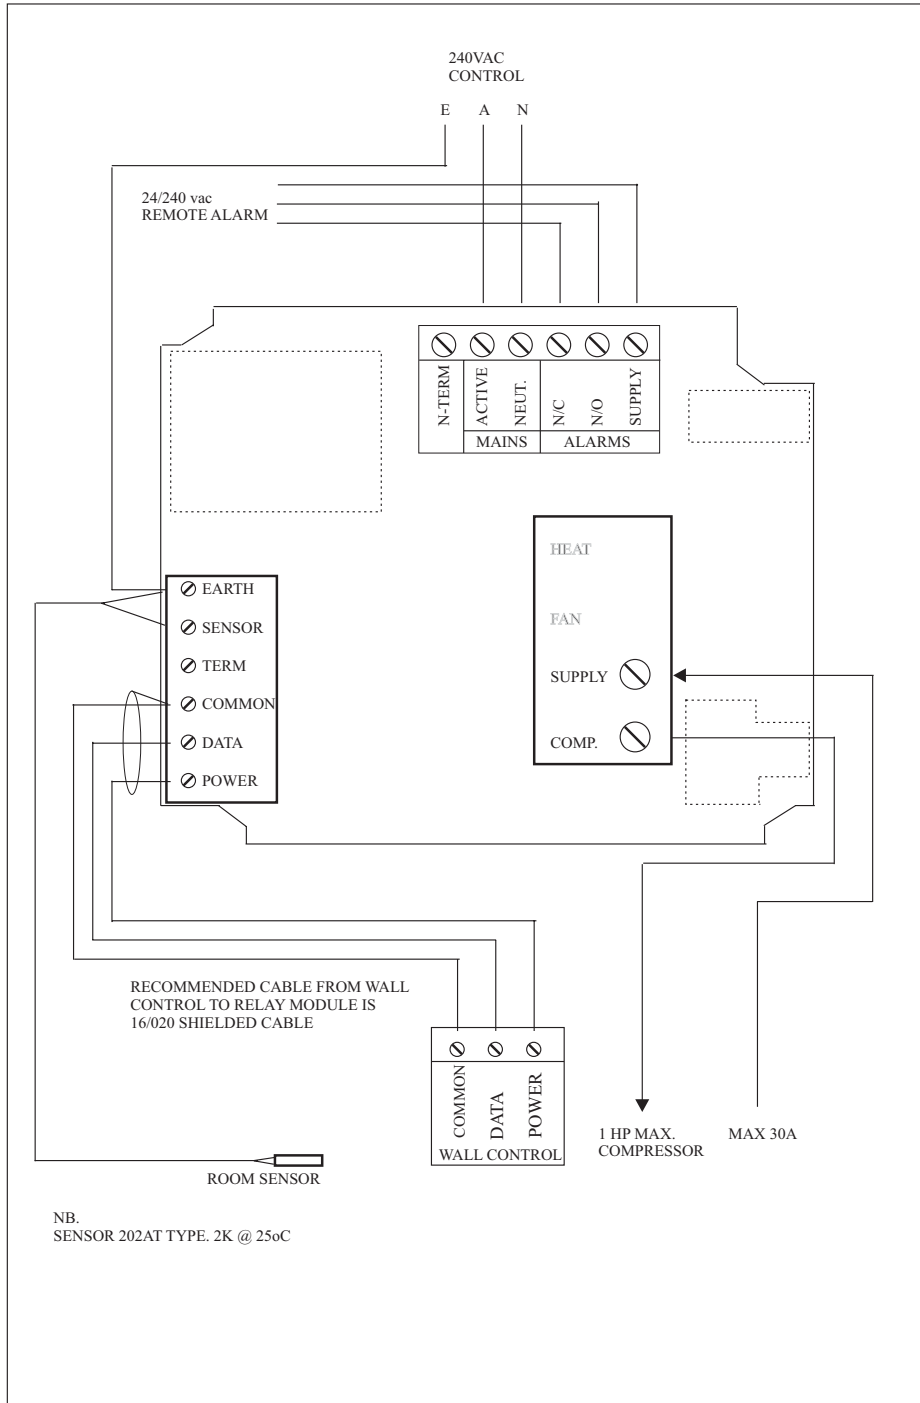 240VAC
CONTROL
E A N
24/240 vac
REMOTE ALARM
N-TERM
ACTIVE
NEUT.
N/C
N/O
SUPPLY
MAINS
ALARMS
HEAT
FAN
SUPPLY
COMP.
EARTH
SENSOR
TERM
COMMON
DATA
POWER
RECOMMENDED CABLE FROM WALL
CONTROL TO RELAY MODULE IS
16/020 SHIELDED CABLE
COMMON
DATA
POWER
WALL CONTROL
1 HP MAX.
COMPRESSOR
MAX 30A
ROOM SENSOR
NB.
SENSOR 202AT TYPE. 2K @ 25oC